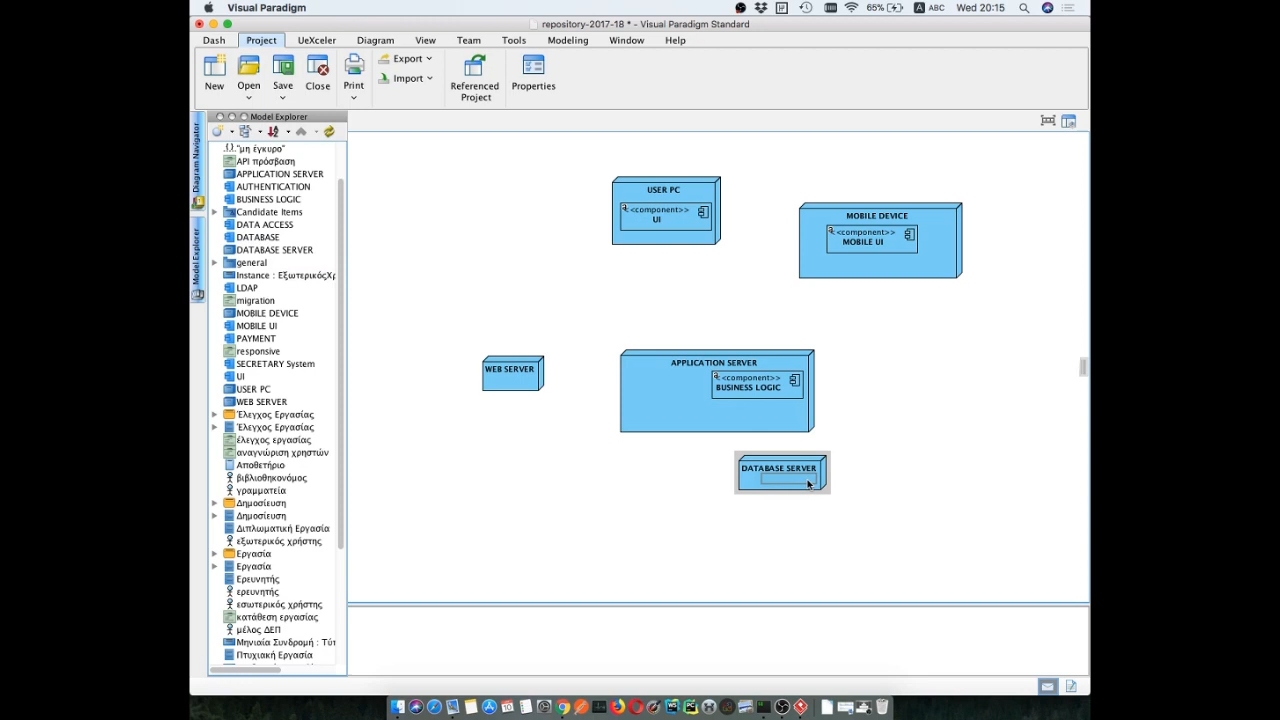 Visual Paradigm
65%
ABC
Wed 20:15
repository-2017-18 * - Visual Paradigm Standard
Dash
Project
UeXceler
Diagram
View
Team
Tools
Modeling
Window
Help
New
Open
Save
Close
Print
Export
Import
Referenced
Project
Properties
Diagram Navigator
Model Explorer
Model Explorer
"μη έγκυρο"
API πρόσβαση
APPLICATION SERVER
AUTHENTICATION
BUSINESS LOGIC
Candidate Items
DATA ACCESS
DATABASE
DATABASE SERVER
general
Instance : ΕξωτερικόςΧρ
LDAP
migration
MOBILE DEVICE
MOBILE UI
PAYMENT
responsive
SECRETARY System
UI
USER PC
WEB SERVER
Έλεγχος Εργασίας
Έλεγχος Εργασίας
έλεγχος εργασίας
αναγνώριση χρηστών
Αποθετήριο
βιβλιοθηκονόμος
γραμματεία
Δημοσίευση
Δημοσίευση
Διπλωματική Εργασία
εξωτερικός χρήστης
Εργασία
Εργασία
Ερευνητής
ερευνητής
εσωτερικός χρήστης
κατάθεση εργασίας
μέλος ΔΕΠ
Μηνιαία Συνδρομή : Τύτ
Πτυχιακή Εργασία
USER PC
<<component>>
UI
MOBILE DEVICE
<<component>>
MOBILE UI
WEB SERVER
APPLICATION SERVER
<<component>>
BUSINESS LOGIC
DATABASE SERVER